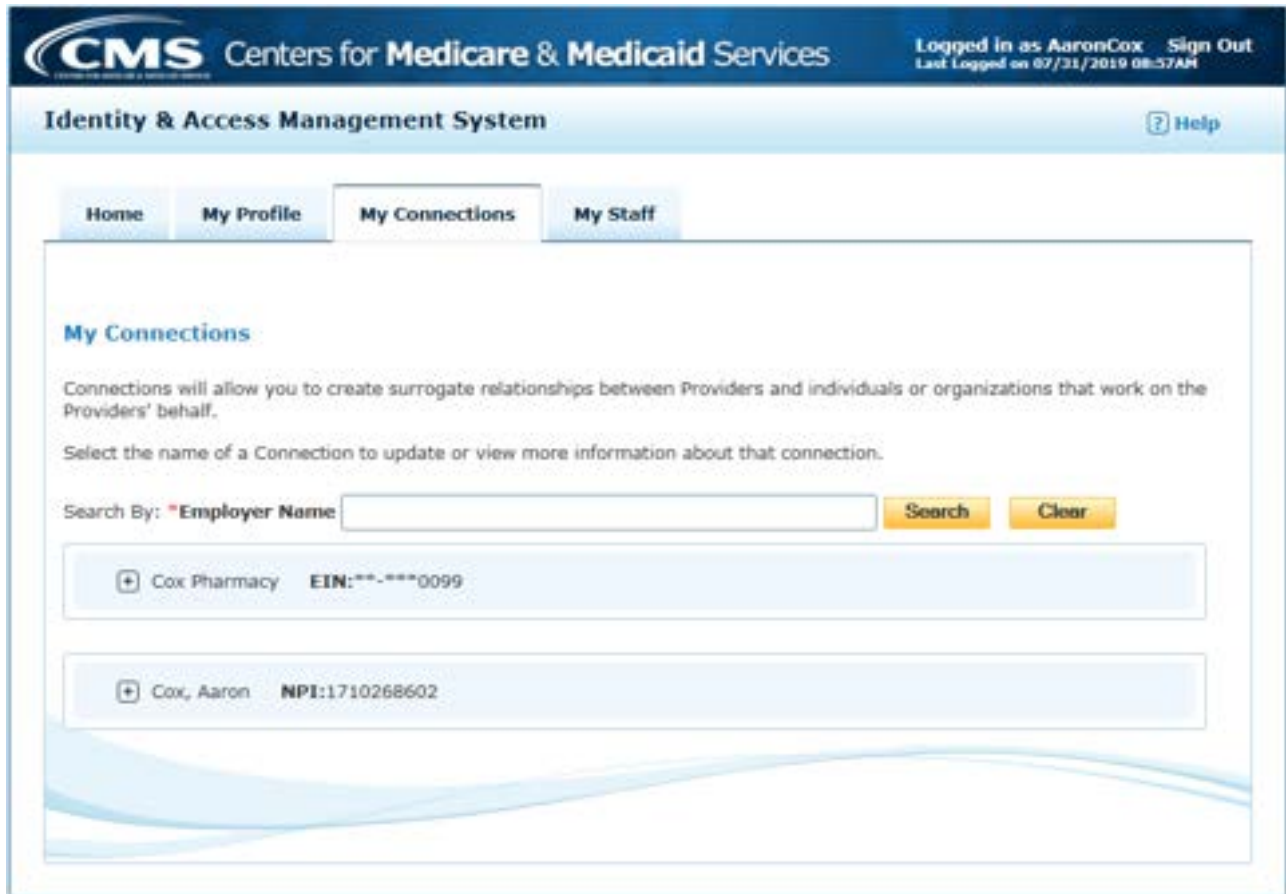 CMS Centers for Medicare & Medicaid Services
Logged in as AaronCox Sign Out
Last Logged on 07/31/2019 08:57AM
Identity & Access Management System
? Help
Home My Profile My Connections My Staff
My Connections
Connections will allow you to create surrogate relationships between Providers and individuals or organizations that work on the
Providers' behalf.
Select the name of a Connection to update or view more information about that connection.
Search By: *Employer Name Search Clear
+ Cox Pharmacy EIN:**-***0099
+ Cox, Aaron NPI:1710268602